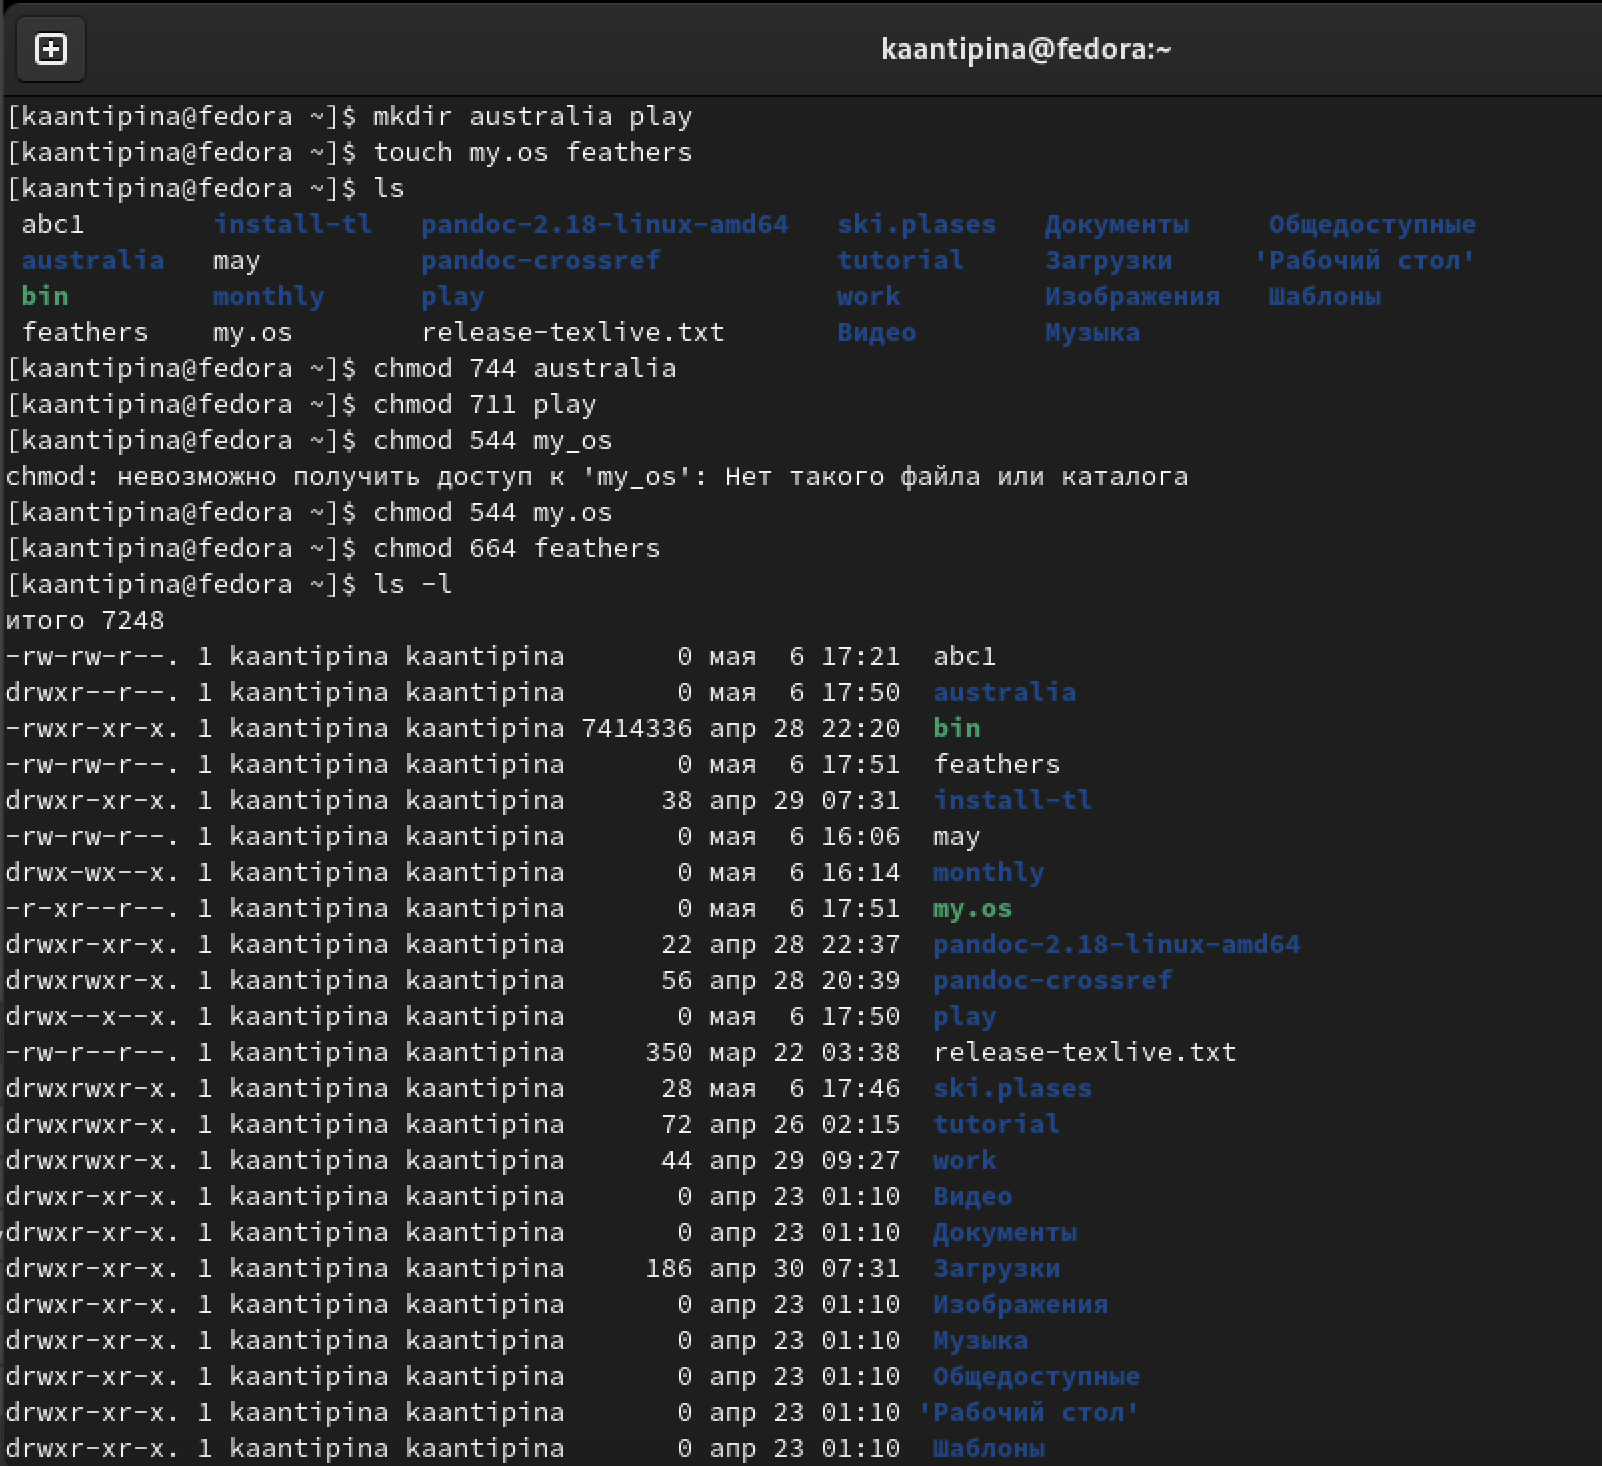 kaantipina@fedora:~
[kaantipina@fedora ~]$ mkdir australia play
[kaantipina@fedora ~]$ touch my.os feathers
[kaantipina@fedora ~]$ ls
abc1 install-tl pandoc-2.18-linux-amd64 ski.plases Документы Общедоступные
australia may pandoc-crossref tutorial Загрузки 'Рабочий стол'
bin monthly play work Изображения Шаблоны
feathers my.os release-texlive.txt Видео Музыка
[kaantipina@fedora ~]$ chmod 744 australia
[kaantipina@fedora ~]$ chmod 711 play
[kaantipina@fedora ~]$ chmod 544 my_os
chmod: невозможно получить доступ к 'my_os': Нет такого файла или каталога
[kaantipina@fedora ~]$ chmod 544 my.os
[kaantipina@fedora ~]$ chmod 664 feathers
[kaantipina@fedora ~]$ ls -l
итого 7248
-rw-rw-r--. 1 kaantipina kaantipina 0 мая 6 17:21 abc1
drwxr--r--. 1 kaantipina kaantipina 0 мая 6 17:50 australia
-rwxr-xr-x. 1 kaantipina kaantipina 7414336 апр 28 22:20 bin
-rw-rw-r--. 1 kaantipina kaantipina 0 мая 6 17:51 feathers
drwxr-xr-x. 1 kaantipina kaantipina 38 апр 29 07:31 install-tl
-rw-rw-r--. 1 kaantipina kaantipina 0 мая 6 16:06 may
drwx-wx--x. 1 kaantipina kaantipina 0 мая 6 16:14 monthly
-r-xr--r--. 1 kaantipina kaantipina 0 мая 6 17:51 my.os
drwxr-xr-x. 1 kaantipina kaantipina 22 апр 28 22:37 pandoc-2.18-linux-amd64
drwxrwxr-x. 1 kaantipina kaantipina 56 апр 28 20:39 pandoc-crossref
drwx--x--x. 1 kaantipina kaantipina 0 мая 6 17:50 play
-rw-r--r--. 1 kaantipina kaantipina 350 мар 22 03:38 release-texlive.txt
drwxrwxr-x. 1 kaantipina kaantipina 28 мая 6 17:46 ski.plases
drwxrwxr-x. 1 kaantipina kaantipina 72 апр 26 02:15 tutorial
drwxrwxr-x. 1 kaantipina kaantipina 44 апр 29 09:27 work
drwxr-xr-x. 1 kaantipina kaantipina 0 апр 23 01:10 Видео
drwxr-xr-x. 1 kaantipina kaantipina 0 апр 23 01:10 Документы
drwxr-xr-x. 1 kaantipina kaantipina 186 апр 30 07:31 Загрузки
drwxr-xr-x. 1 kaantipina kaantipina 0 апр 23 01:10 Изображения
drwxr-xr-x. 1 kaantipina kaantipina 0 апр 23 01:10 Музыка
drwxr-xr-x. 1 kaantipina kaantipina 0 апр 23 01:10 Общедоступные
drwxr-xr-x. 1 kaantipina kaantipina 0 апр 23 01:10 'Рабочий стол'
drwxr-xr-x. 1 kaantipina kaantipina 0 апр 23 01:10 Шаблоны